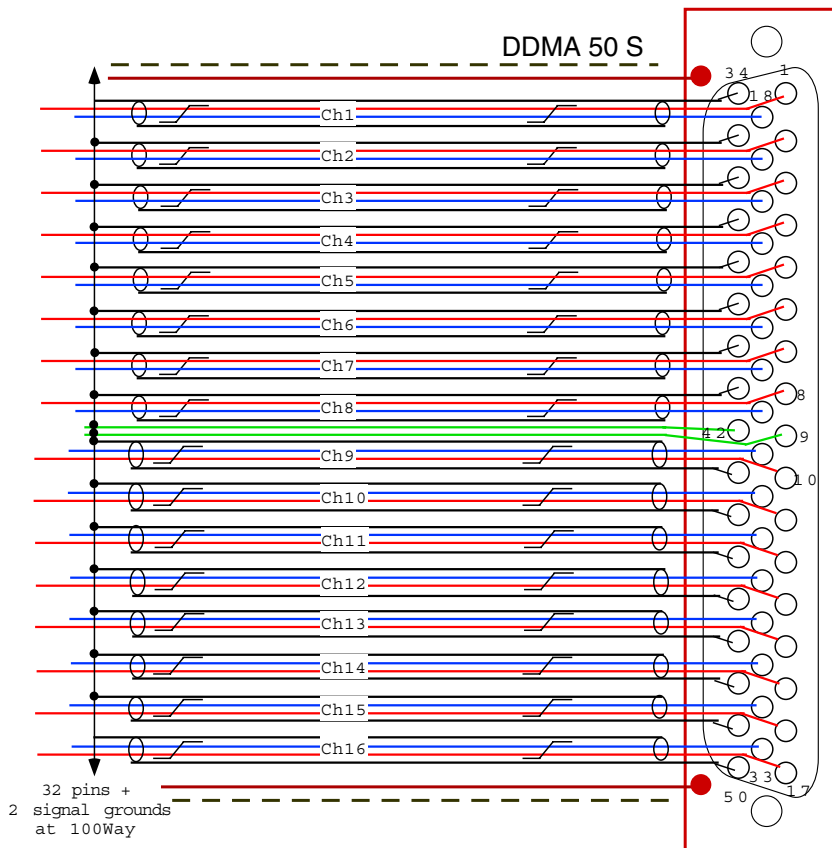 DDMA 50 S
34
1
18
Ch1
Ch2
Ch3
Ch4
Ch5
Ch6
Ch7
Ch8
8
42
9
Ch9
10
Ch10
Ch11
Ch12
Ch13
Ch14
Ch15
Ch16
33
17
50
32 pins +
2 signal grounds
at 100Way